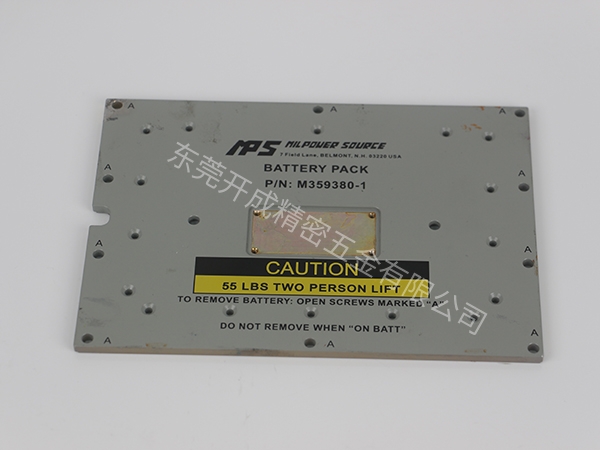 A A A
MPS MILPOWER SOURCE
7 Field Lane, BELMONT, N.H. 03220 USA
BATTERY PACK
P/N: M359380-1
A A
CAUTION
A A
55 LBS TWO PERSON LIFT
TO REMOVE BATTERY: OPEN SCREWS MARKED "A"
DO NOT REMOVE WHEN "ON BATT"
A A A
东莞开成精密五金有限公司